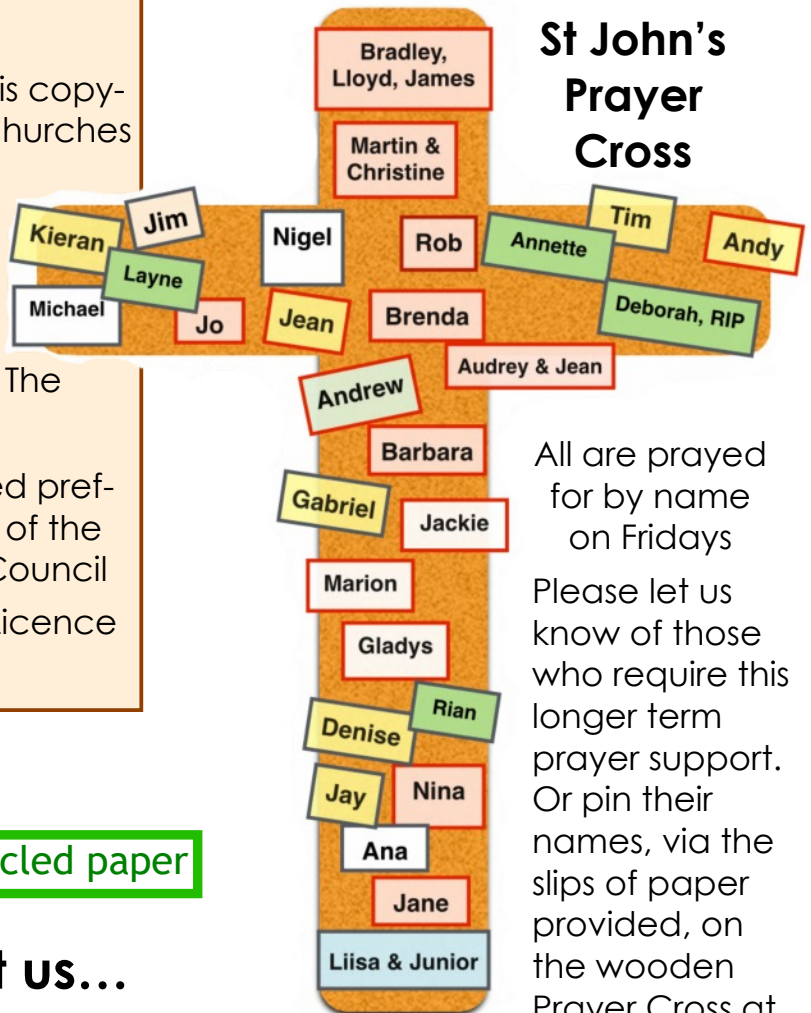 is copy-
hurches
The
ed pref-
of the
Council
icence
cled paper
t us...
St John's
Prayer
Cross
Bradley,
Lloyd, James
Martin &
Christine
Kieran
Jim
Layne
Michael
Jo
Nigel
Jean
Rob
Brenda
Annette
Tim
Andy
Deborah, RIP
Audrey & Jean
Andrew
Barbara
Gabriel
Jackie
Marion
Gladys
Rian
Denise
Jay
Nina
Ana
Jane
Liisa & Junior
All are prayed
for by name
on Fridays
Please let us
know of those
who require this
longer term
prayer support.
Or pin their
names, via the
slips of paper
provided, on
the wooden
Prayer Cross at